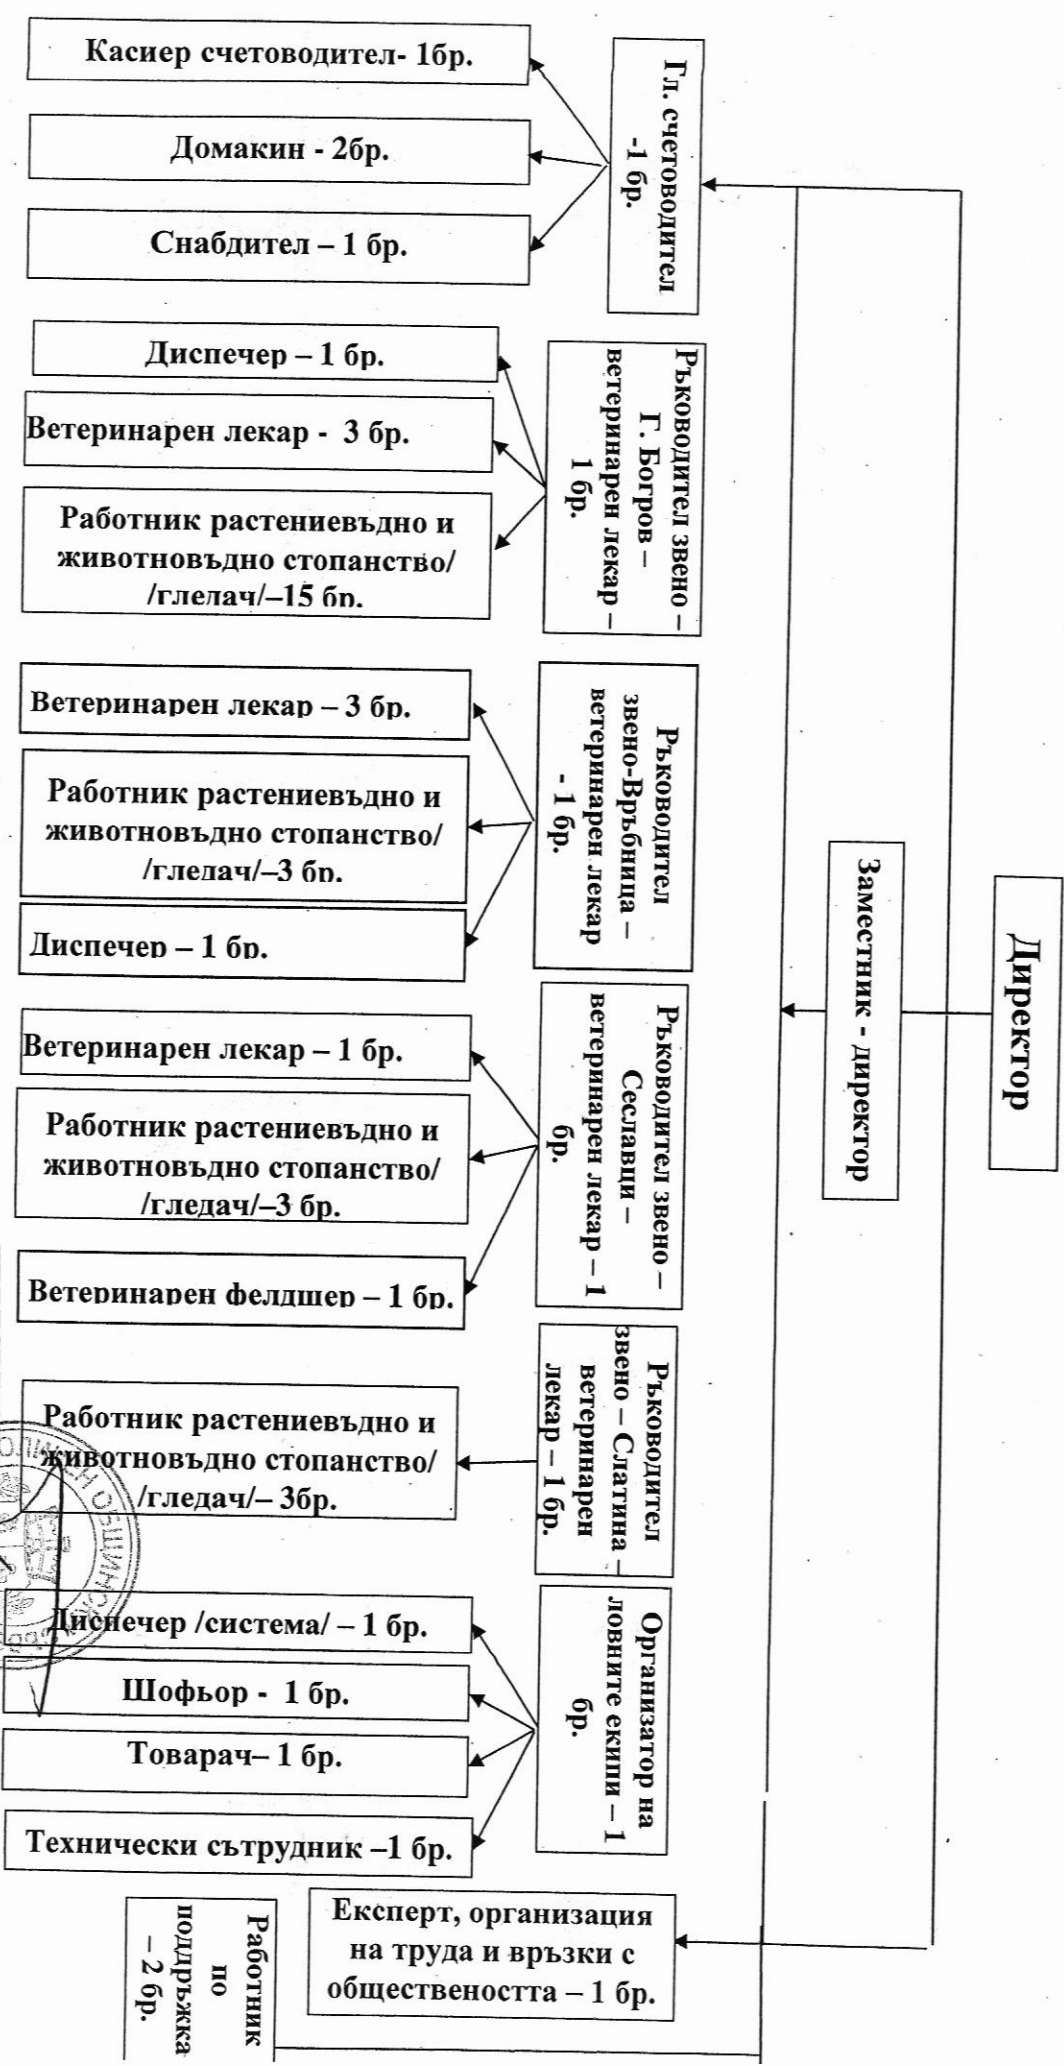 Директор
Заместник - директор
Гл. счетоводител
-1 бр.
Касиер счетоводител- 1бр.
Домакин - 2бр.
Снабдител – 1 бр.
Ръководител звено –
Г. Богров –
ветеринарен лекар –
1 бр.
Диспечер – 1 бр.
Ветеринарен лекар -  3 бр.
Работник растениевъдно и
животновъдно стопанство/
/гледач/–15 бр.
Ръководител
звено-Връбница –
ветеринарен лекар
- 1 бр.
Ветеринарен лекар – 3 бр.
Работник растениевъдно и
животновъдно стопанство/
/гледач/–3 бр.
Диспечер – 1 бр.
Ръководител звено –
Сеславци –
ветеринарен лекар – 1
бр.
Ветеринарен лекар – 1 бр.
Работник растениевъдно и
животновъдно стопанство/
/гледач/–3 бр.
Ветеринарен фелдшер – 1 бр.
Ръководител
звено – Слатина –
ветеринарен
лекар – 1 бр.
Работник растениевъдно и
животновъдно стопанство/
/гледач/– 3бр.
Организатор на
ловните екипи – 1
бр.
Диспечер /система/ – 1 бр.
Шофьор -  1 бр.
Товарач– 1 бр.
Технически сътрудник –1 бр.
Експерт, организация
на труда и връзки с
обществеността – 1 бр.
Работник
по
поддръжка
– 2 бр.